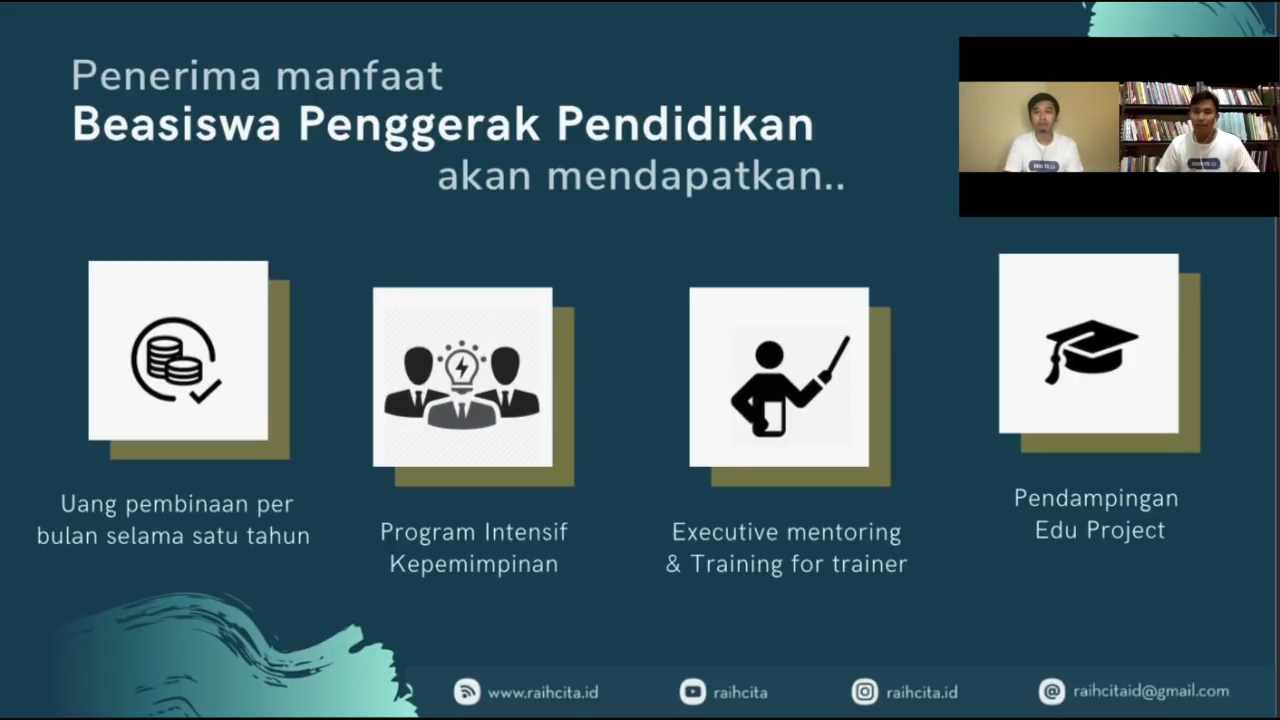 Penerima manfaat
Beasiswa Penggerak Pendidikan
akan mendapatkan..
Uang pembinaan per
bulan selama satu tahun
Program Intensif
Kepemimpinan
Executive mentoring
& Training for trainer
Pendampingan
Edu Project
www.raihcita.id
raihcita
raihcita.id
raihcitaid@gmail.com